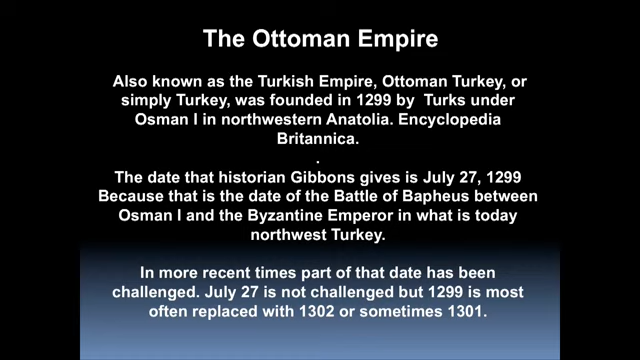 The Ottoman Empire
Also known as the Turkish Empire, Ottoman Turkey, or
simply Turkey, was founded in 1299 by Turks under
Osman I in northwestern Anatolia. Encyclopedia
Britannica.
.
The date that historian Gibbons gives is July 27, 1299
Because that is the date of the Battle of Bapheus between
Osman I and the Byzantine Emperor in what is today
northwest Turkey.
In more recent times part of that date has been
challenged. July 27 is not challenged but 1299 is most
often replaced with 1302 or sometimes 1301.